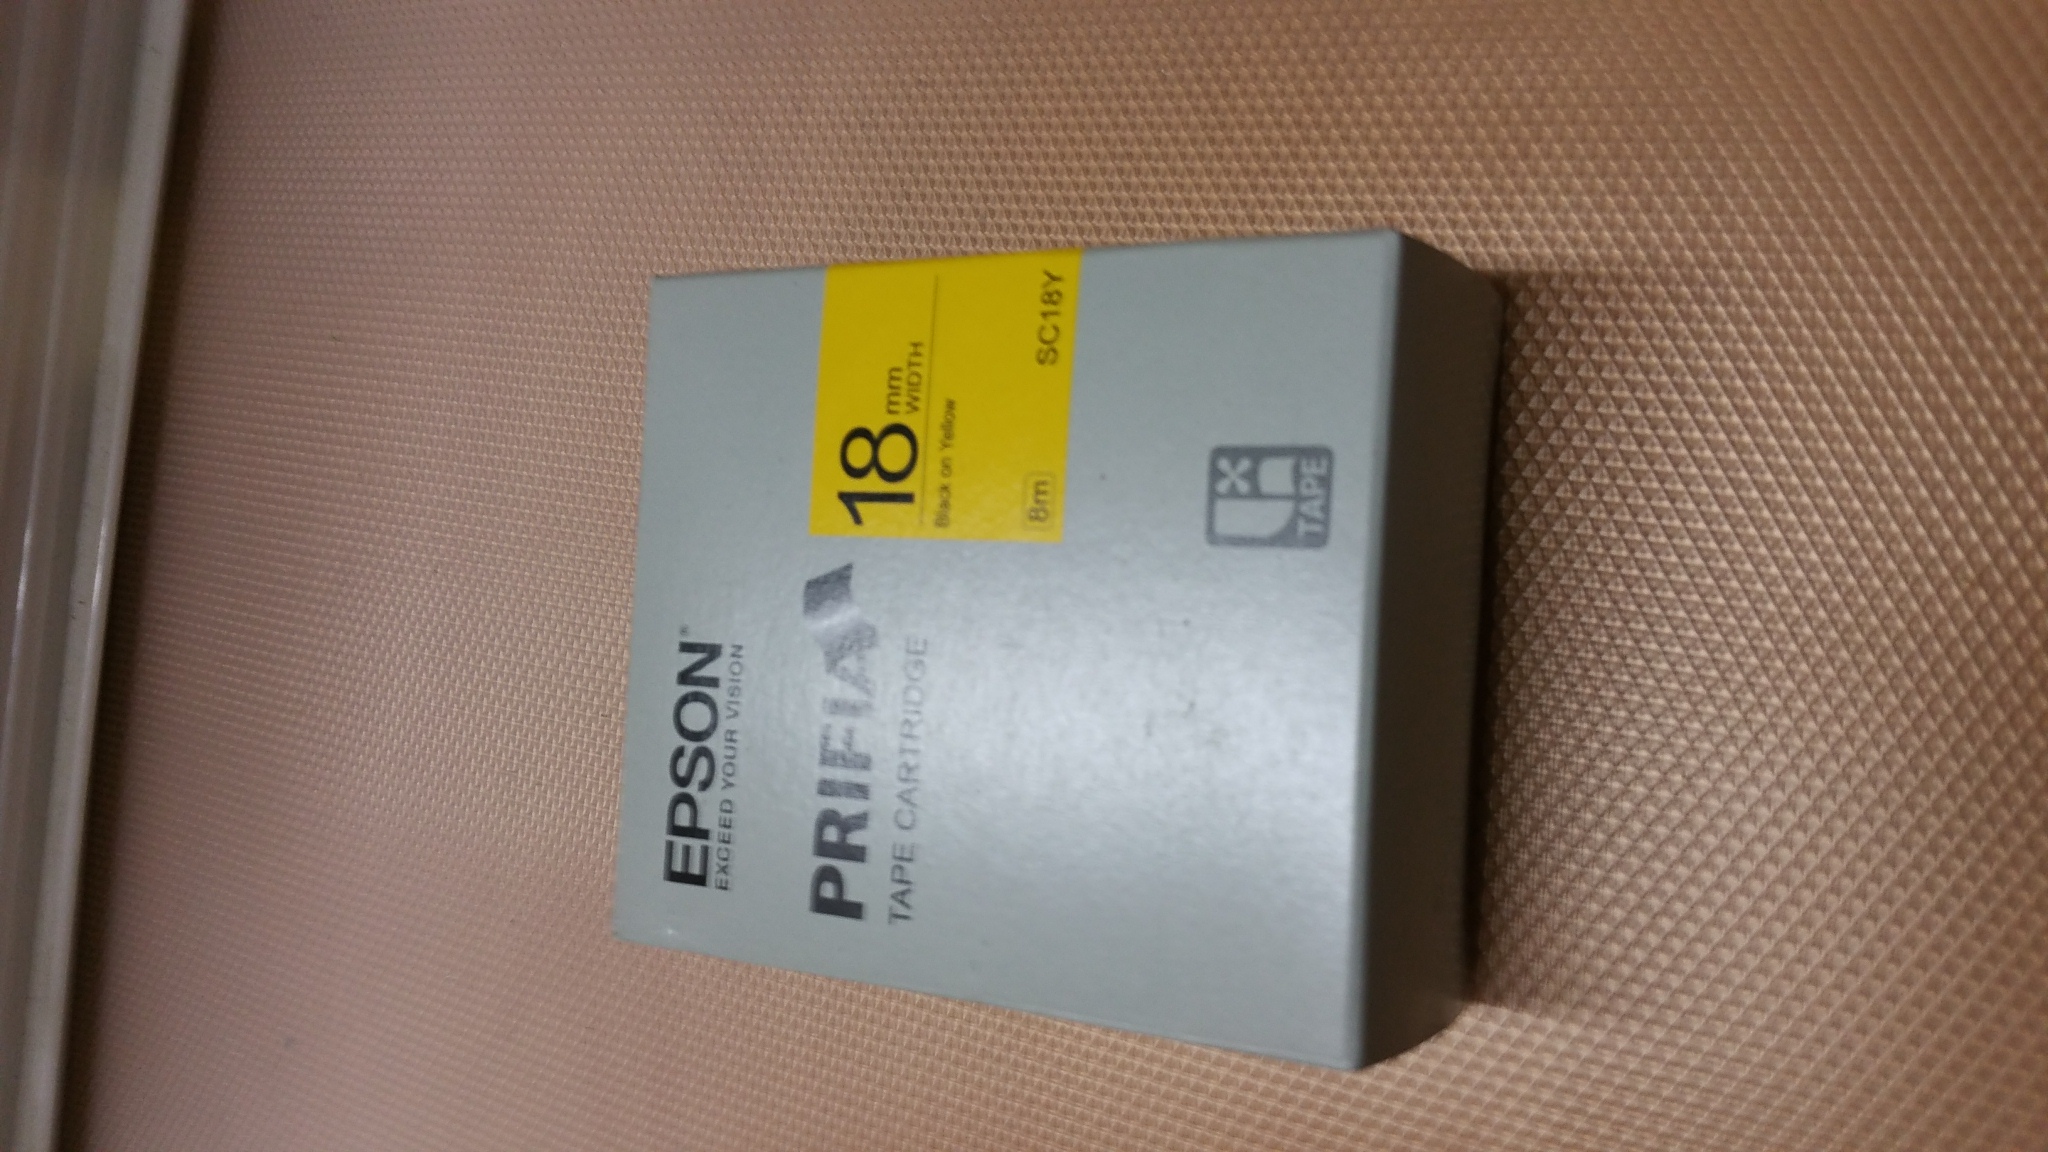 EPSON®
EXCEED YOUR VISION
PRIFIA
TAPE CARTRIDGE
18 mm
WIDTH
Black on Yellow
8m
SC18Y
TAPE